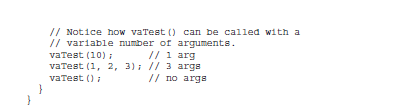 // Notice how vaTest() can be called with a
// variable number of arguments.
vaTest(10);       // 1 arg
vaTest(1, 2, 3); // 3 args
vaTest();         // no args
}
}